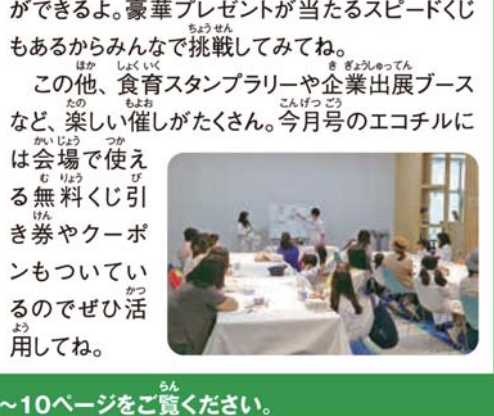 ができるよ。豪華プレゼントが当たるスピードくじ
もあるからみんなで挑戦してみてね。
この他、食育スタンプラリーや企業出展ブース
など、楽しい催しがたくさん。今月号のエコチルに
は会場で使え
る無料くじ引
き券やクーポ
ンもついてい
るのでぜひ活
用してね。
~10ページをご覧ください。